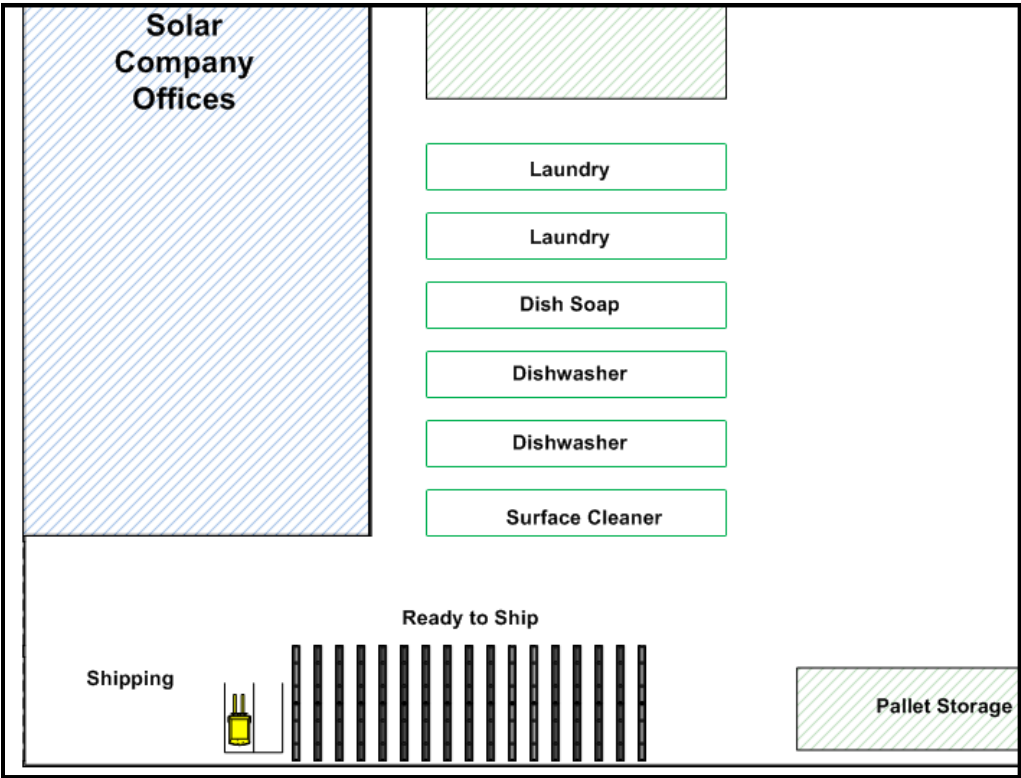 Solar
Company
Offices
Laundry
Laundry
Dish Soap
Dishwasher
Dishwasher
Surface Cleaner
Ready to Ship
Shipping
Pallet Storage